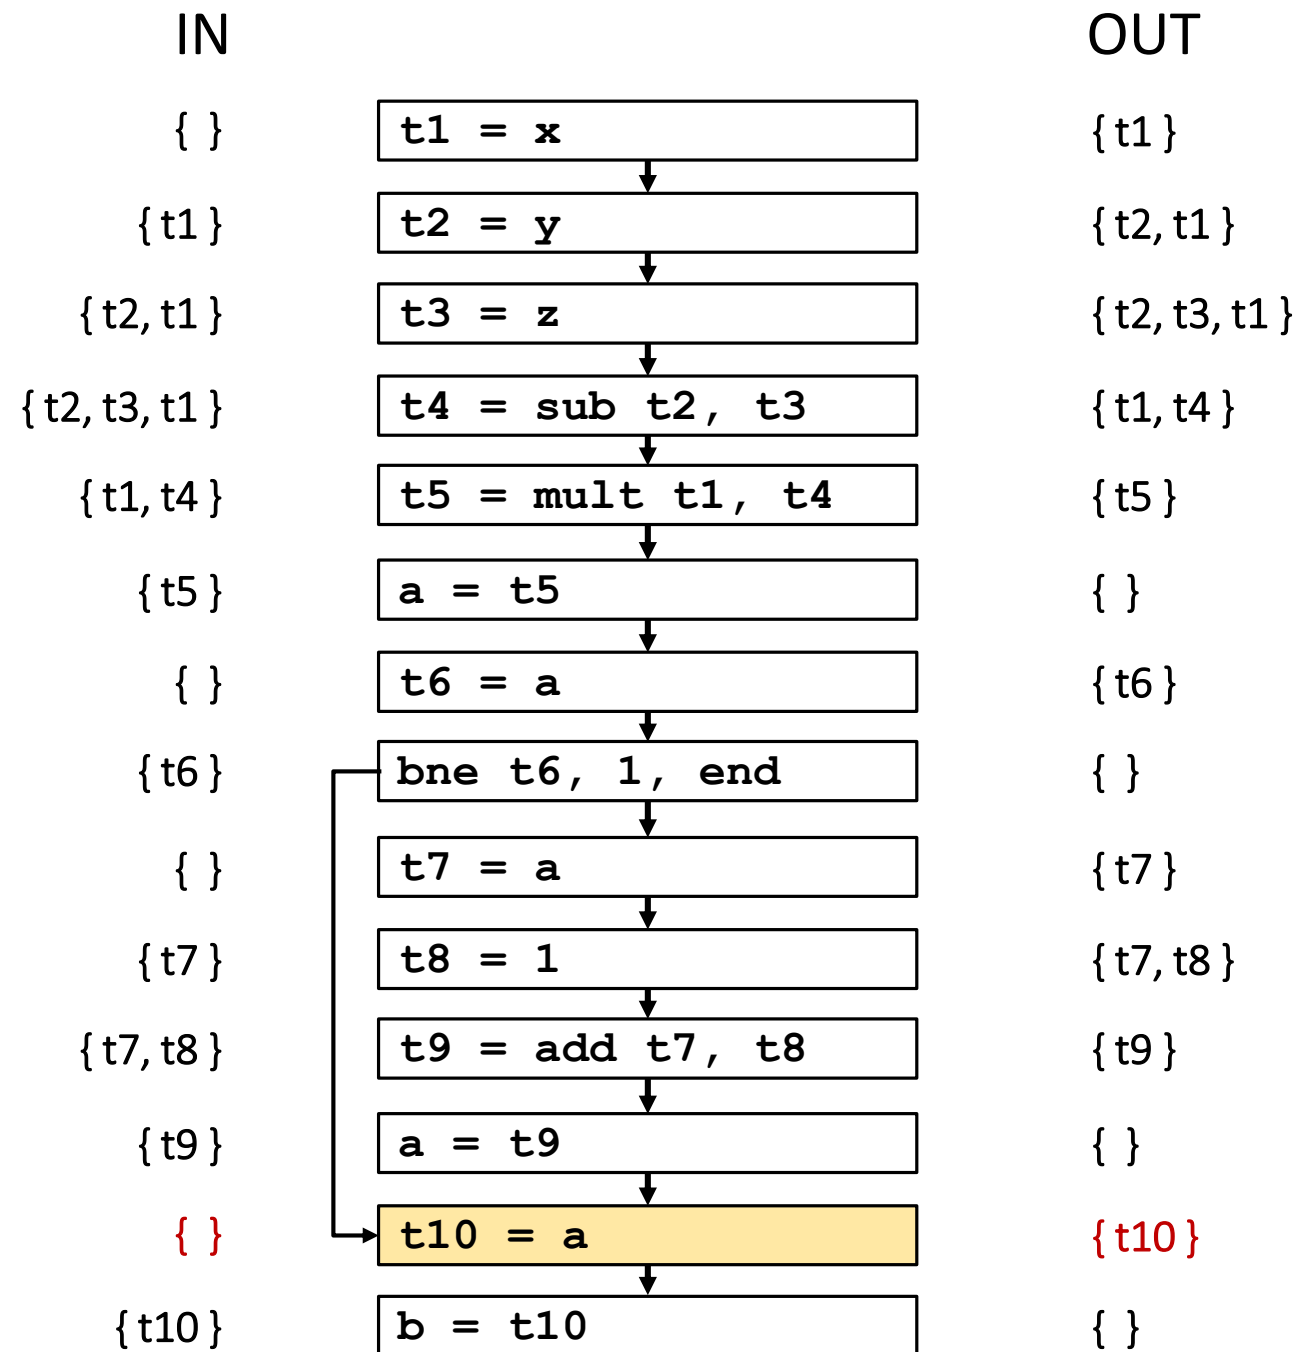 IN OUT
{ } t1 = x { t1 }
{ t1 } t2 = y { t2, t1 }
{ t2, t1 } t3 = z { t2, t3, t1 }
{ t2, t3, t1 } t4 = sub t2, t3 { t1, t4 }
{ t1, t4 } t5 = mult t1, t4 { t5 }
{ t5 } a = t5 { }
{ } t6 = a { t6 }
{ t6 } bne t6, 1, end { }
{ } t7 = a { t7 }
{ t7 } t8 = 1 { t7, t8 }
{ t7, t8 } t9 = add t7, t8 { t9 }
{ t9 } a = t9 { }
{ } t10 = a { t10 }
{ t10 } b = t10 { }